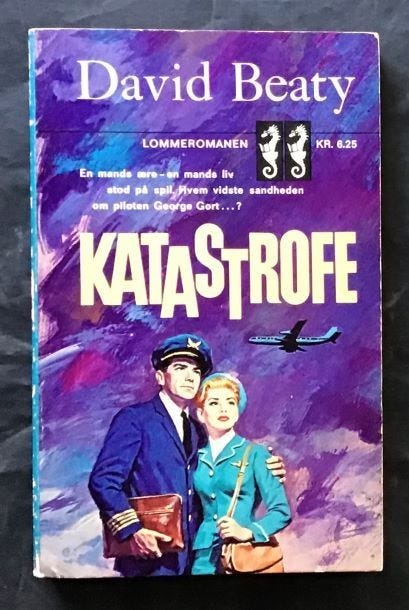 David Beaty
LOMMEROMANEN KR. 6.25
En mands ære - en mands liv
stod på spil. Hvem vidste sandheden
om piloten George Gort...?
KATASTROFE